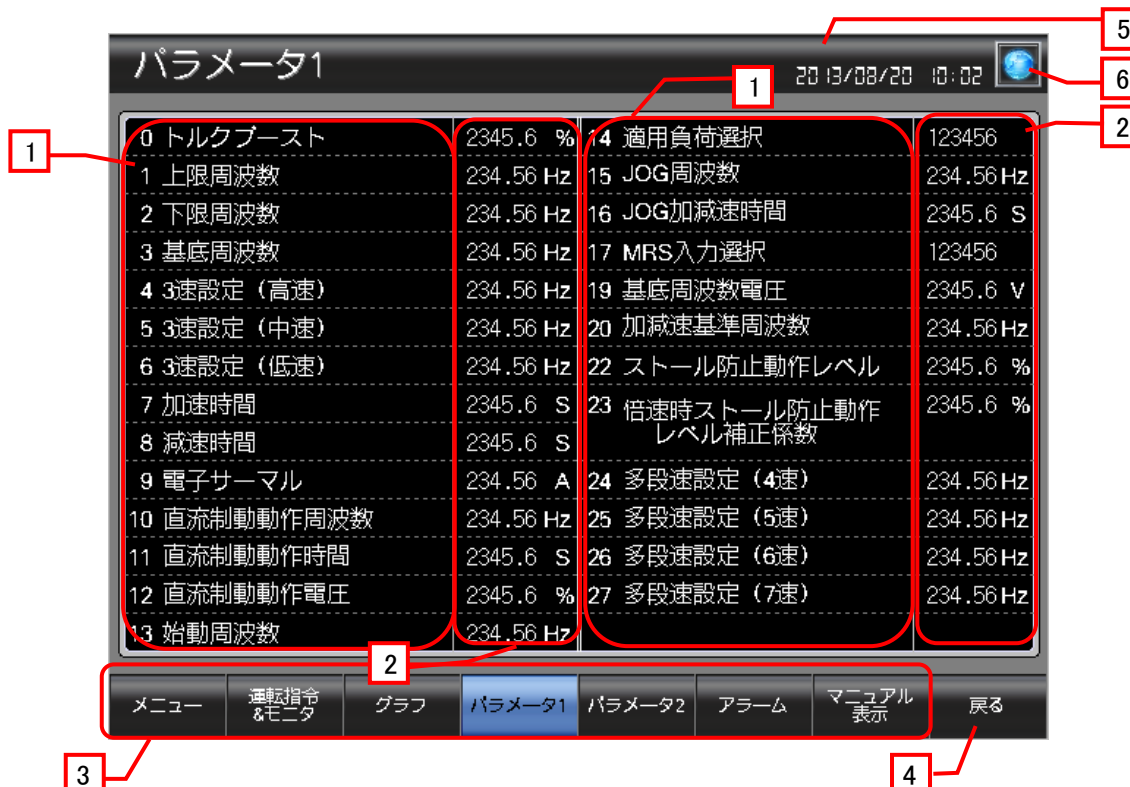 5
パラメータ1
1
2013/08/20 10:02
6
2
1
0 トルクブースト 2345.6 %
1 上限周波数 234.56 Hz
2 下限周波数 234.56 Hz
3 基底周波数 234.56 Hz
4 3速設定（高速） 234.56 Hz
5 3速設定（中速） 234.56 Hz
6 3速設定（低速） 234.56 Hz
7 加速時間 2345.6 S
8 減速時間 2345.6 S
9 電子サーマル 234.56 A
10 直流制動動作周波数 234.56 Hz
11 直流制動動作時間 2345.6 S
12 直流制動動作電圧 2345.6 %
13 始動周波数 234.56 Hz
14 適用負荷選択 123456
15 JOG周波数 234.56 Hz
16 JOG加減速時間 2345.6 S
17 MRS入力選択 123456
19 基底周波数電圧 2345.6 V
20 加減速基準周波数 234.56 Hz
22 ストール防止動作レベル 2345.6 %
23 倍速時ストール防止動作 2345.6 %
レベル補正係数
24 多段速設定（4速） 234.56 Hz
25 多段速設定（5速） 234.56 Hz
26 多段速設定（6速） 234.56 Hz
27 多段速設定（7速） 234.56 Hz
2
メニュー
運転指令
&モニタ
グラフ
パラメータ1
パラメータ2
アラーム
マニュアル
表示
戻る
3
4